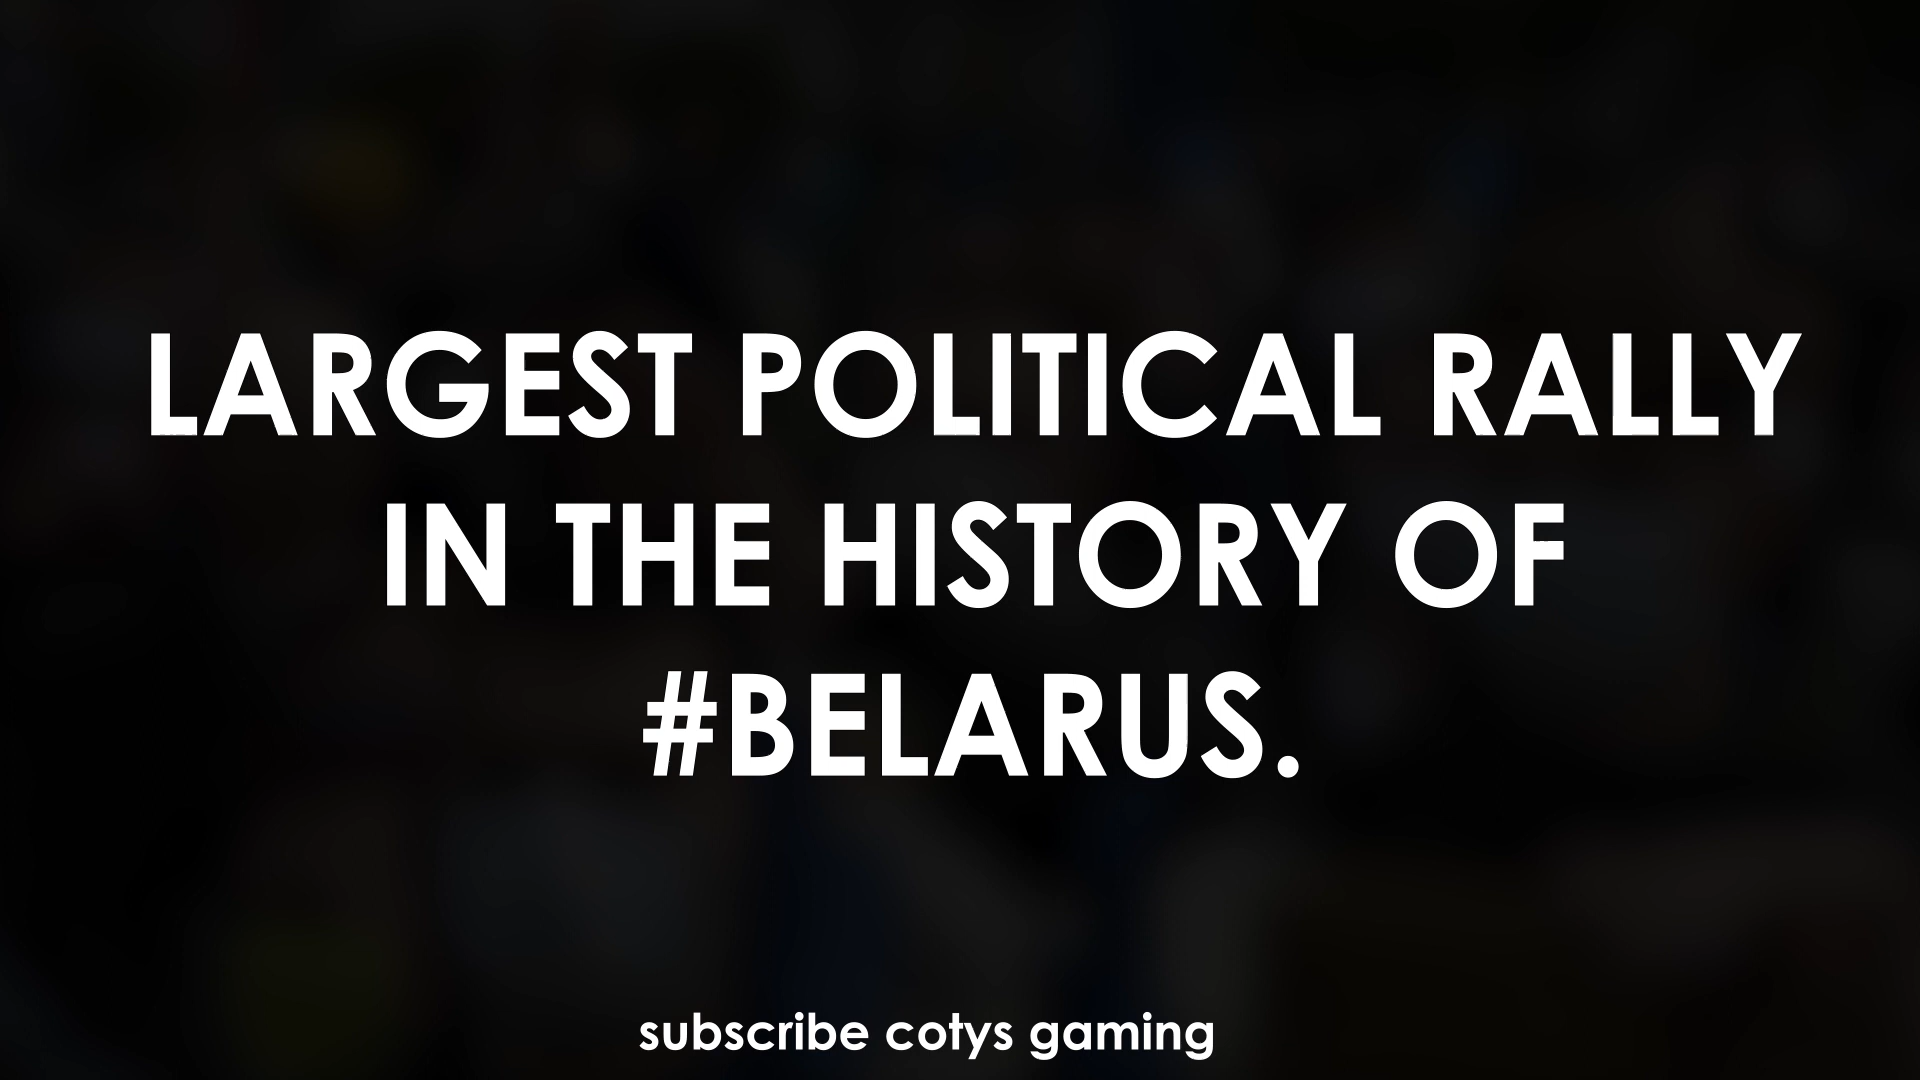 LARGEST POLITICAL RALLY
IN THE HISTORY OF
#BELARUS.
subscribe cotys gaming